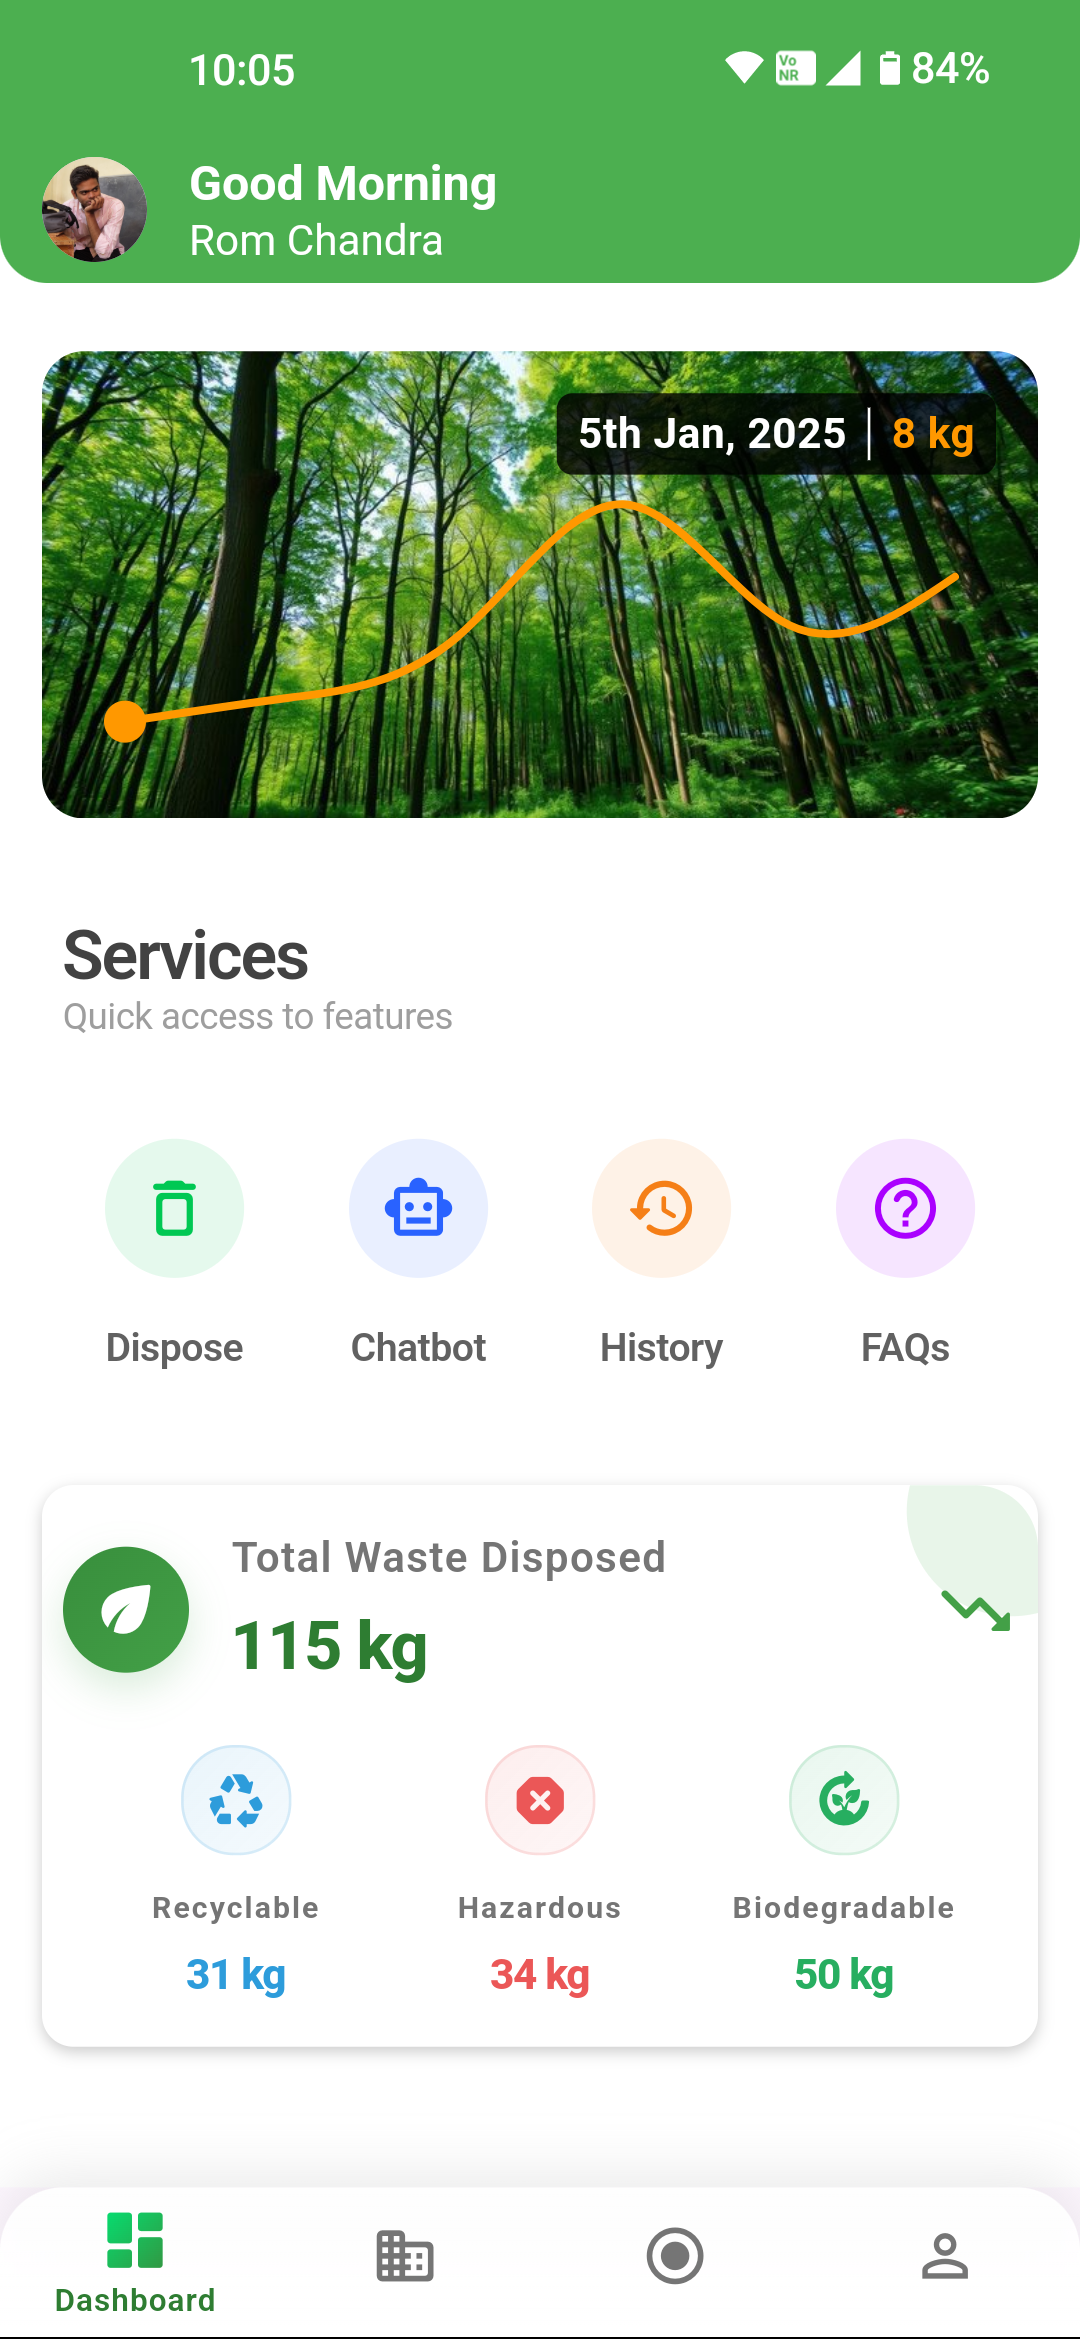 10:05
Vo
NR
84%
Good Morning
Rom Chandra
5th Jan, 2025 | 8 kg
Services
Quick access to features
Dispose
Chatbot
History
FAQs
Total Waste Disposed
115 kg
Recyclable
Hazardous
Biodegradable
31 kg
34 kg
50 kg
Dashboard